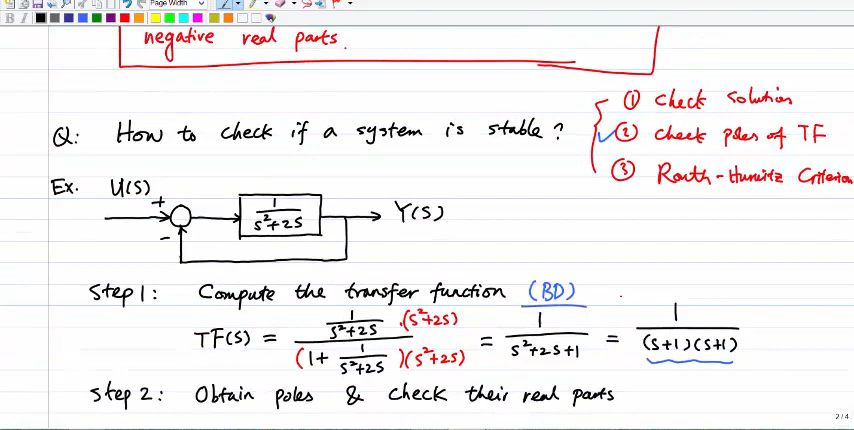 Page Width
B I
negative real parts.
Q: How to check if a system is stable?
① Check solution
② Check poles of TF
③ Routh-Hurwitz Criterion
Ex. U(s)
+
-
1
s²+2s
Y(s)
Step 1: Compute the transfer function (BD)
TF(s) = 1/(s²+2s) ·(s²+2s) / (1+ 1/(s²+2s))(s²+2s) = 1/(s²+2s+1) = 1/((s+1)(s+1))
Step 2: Obtain poles & check their real parts
2/4